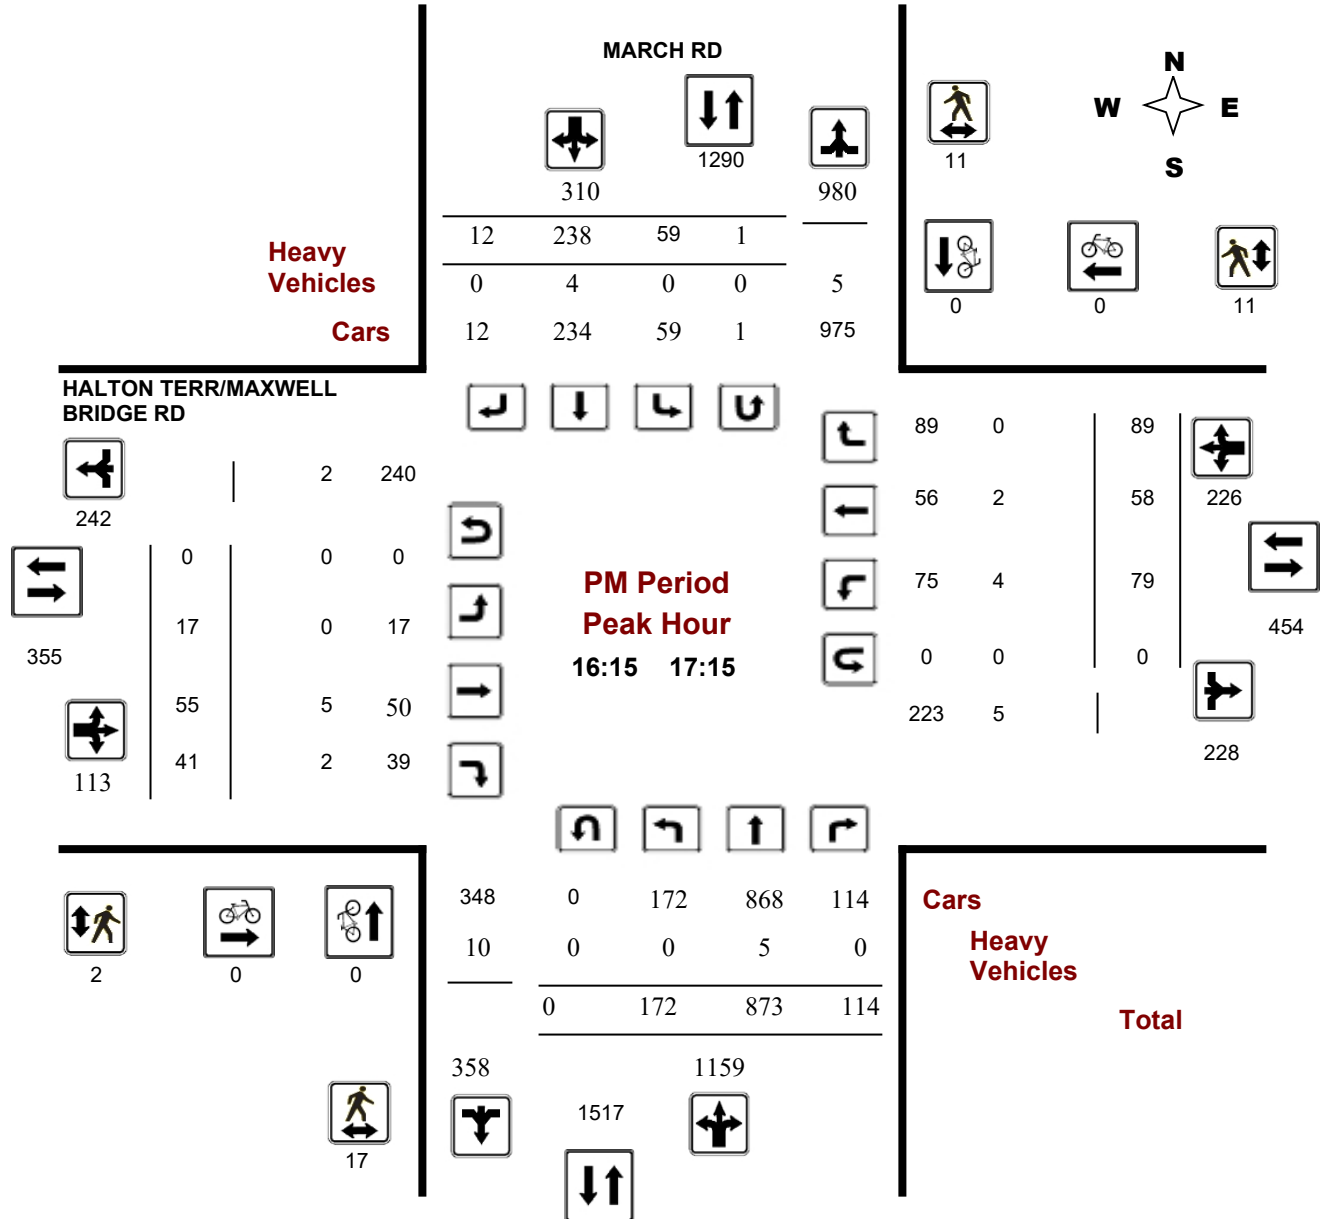 MARCH RD
N
W E
S
1290
11
310
980
12 238 59 1
Heavy
Vehicles
0 4 0 0 5
0 0 11
Cars
12 234 59 1 975
HALTON TERR/MAXWELL
BRIDGE RD
89 0 89
2 240
242
56 2 58
226
0 0 0
PM Period
Peak Hour
16:15 17:15
75 4 79
17 0 17
454
355
0 0 0
55 5 50
223 5
41 2 39
228
113
348 0 172 868 114
Cars
10 0 0 5 0
Heavy
Vehicles
2 0 0
0 172 873 114
Total
358 1159
1517
17